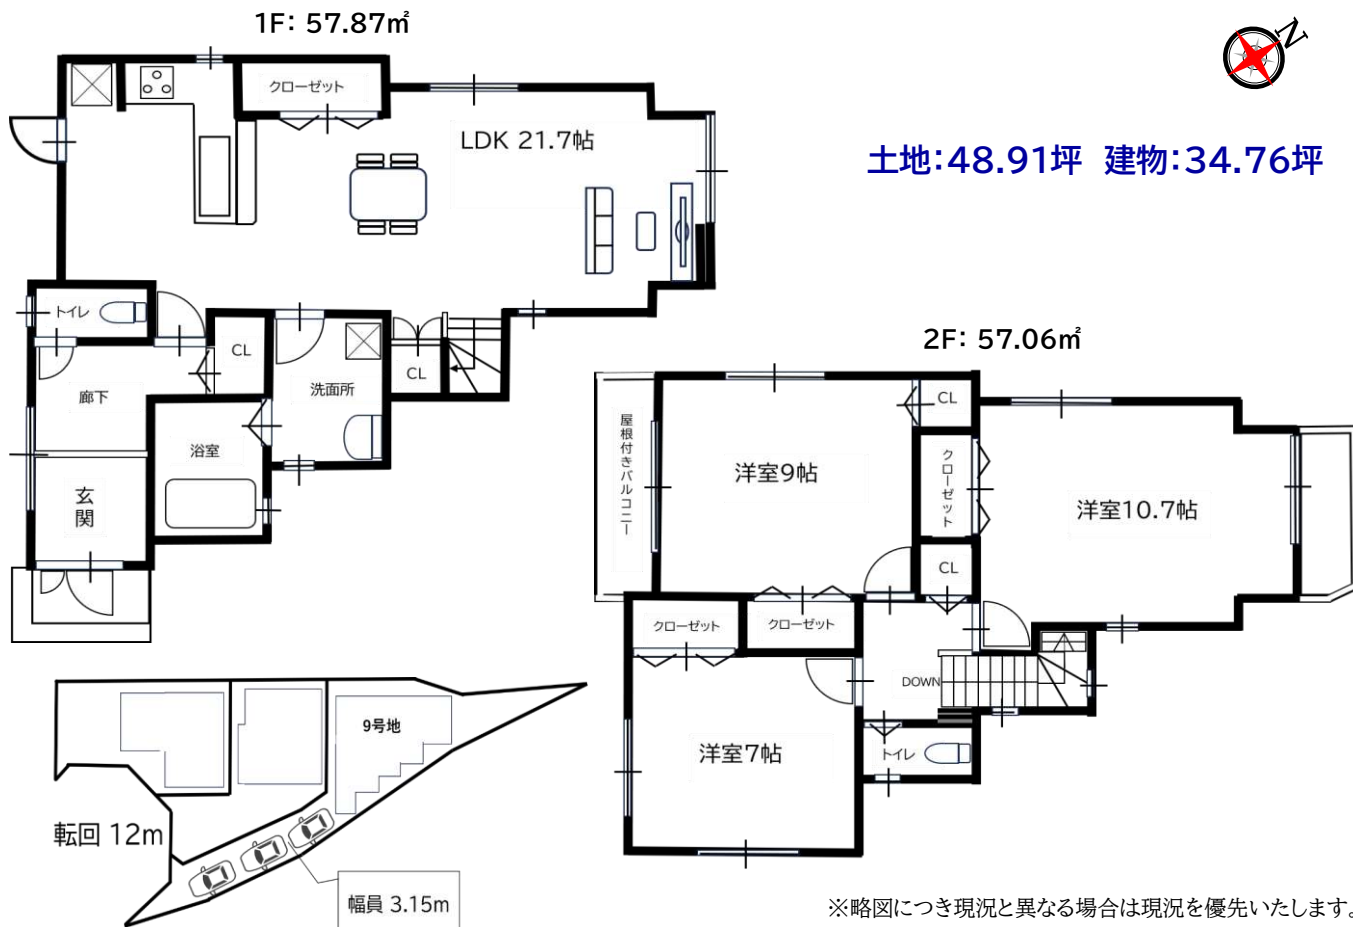 1F: 57.87㎡
N
クローゼット
LDK 21.7帖
土地:48.91坪 建物:34.76坪
トイレ
CL
CL
廊下
洗面所
浴室
玄関
2F: 57.06㎡
屋根付きバルコニー
洋室9帖
CL
クローゼット
洋室10.7帖
CL
クローゼット
クローゼット
DOWN
洋室7帖
トイレ
9号地
転回 12m
幅員 3.15m
※略図につき現況と異なる場合は現況を優先いたします。